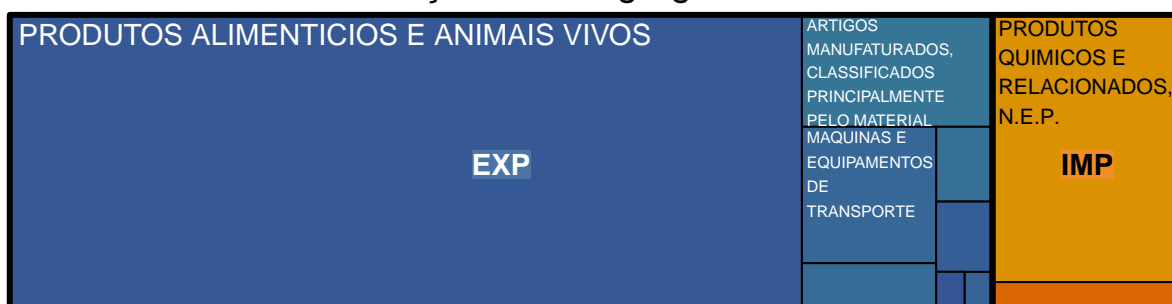 PRODUTOS ALIMENTICIOS E ANIMAIS VIVOS
EXP
ARTIGOS
MANUFATURADOS,
CLASSIFICADOS
PRINCIPALMENTE
PELO MATERIAL
MAQUINAS E
EQUIPAMENTOS
DE
TRANSPORTE
PRODUTOS
QUIMICOS E
RELACIONADOS,
N.E.P.
IMP